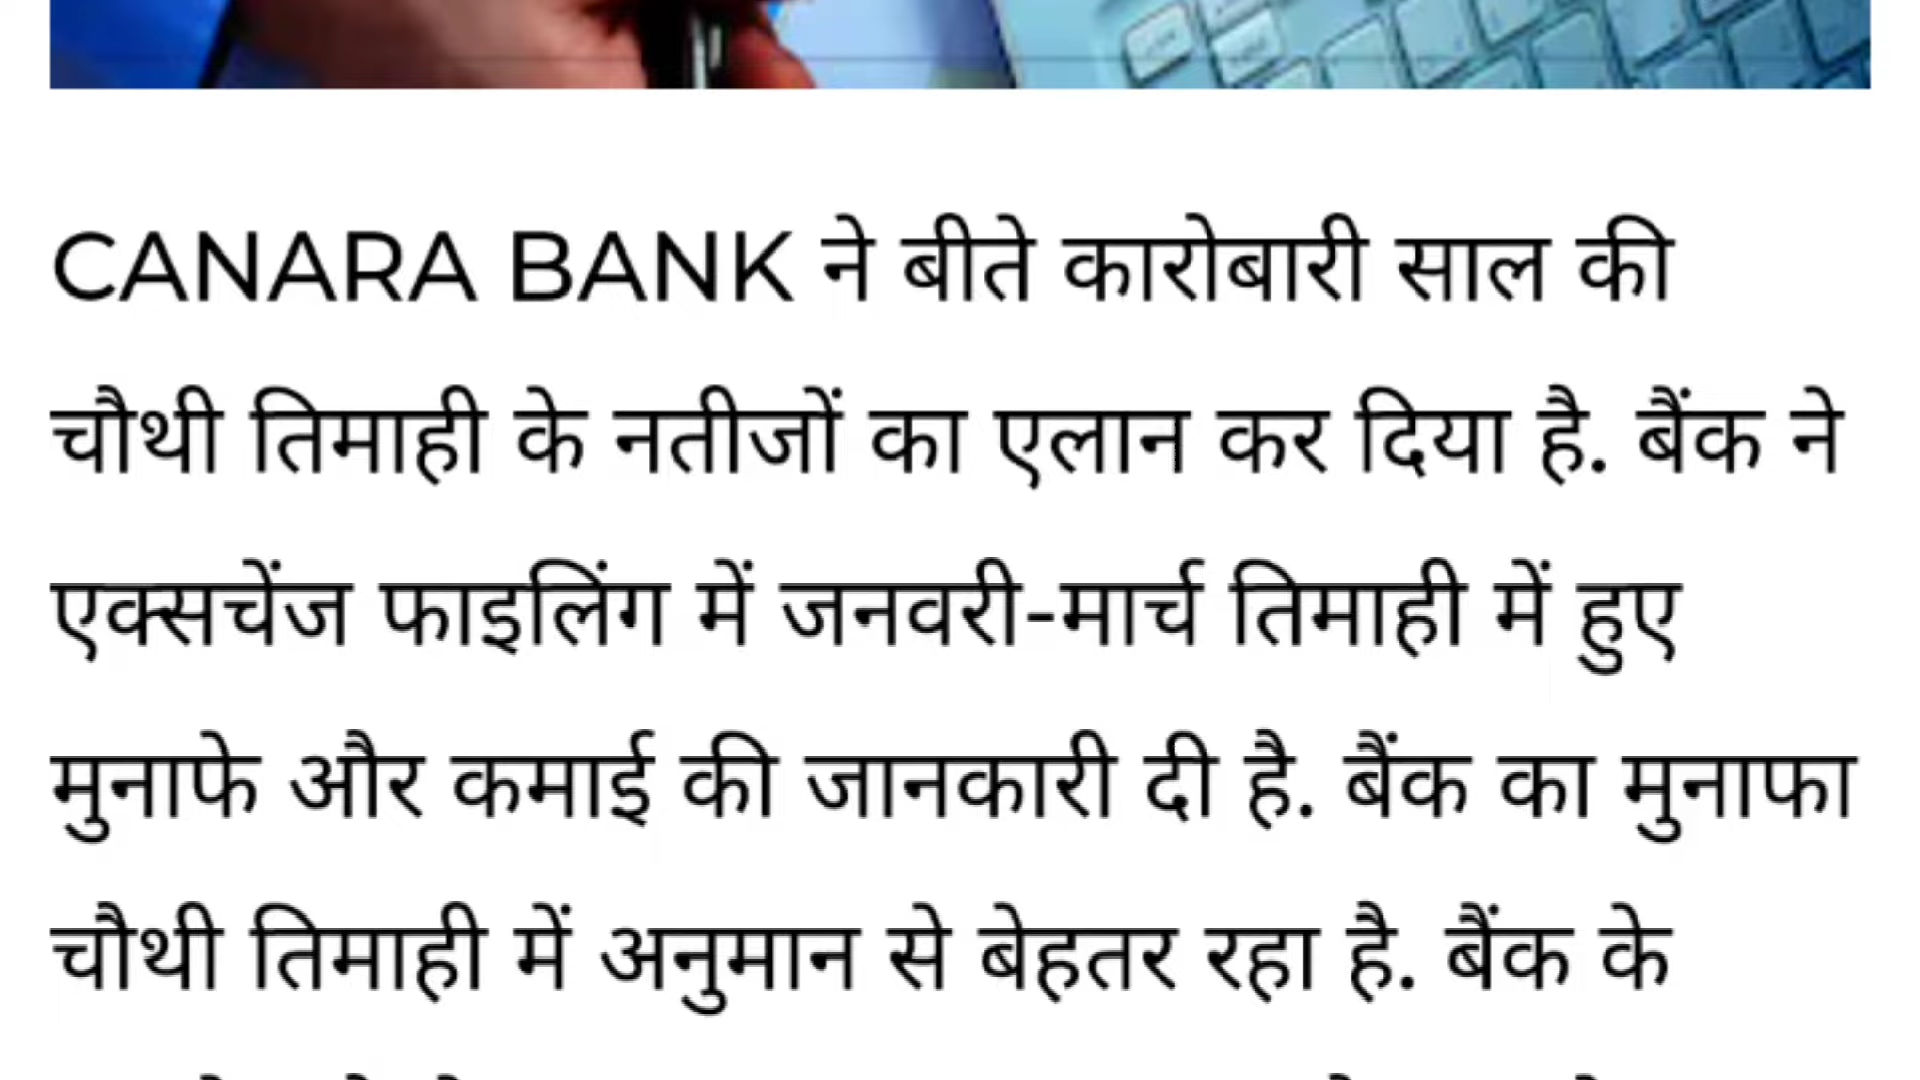 CANARA BANK ने बीते कारोबारी साल की
चौथी तिमाही के नतीजों का एलान कर दिया है. बैंक ने
एक्सचेंज फाइलिंग में जनवरी-मार्च तिमाही में हुए
मुनाफे और कमाई की जानकारी दी है. बैंक का मुनाफा
चौथी तिमाही में अनुमान से बेहतर रहा है. बैंक के